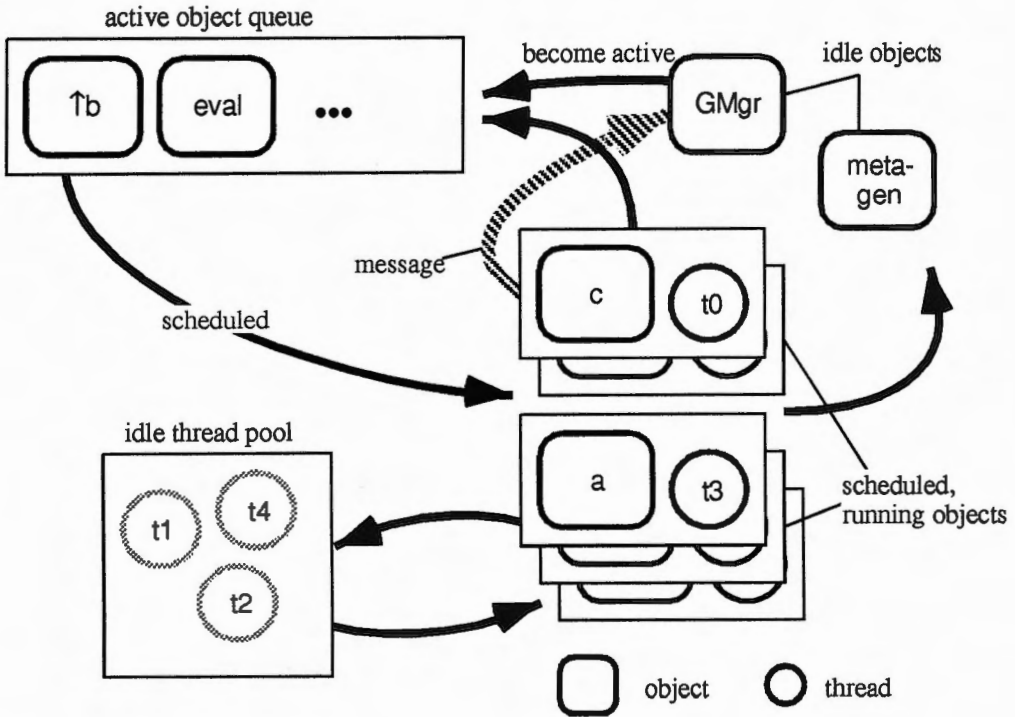 active object queue
become active
idle objects
↑b
eval
•••
GMgr
meta-
gen
message
c
t0
scheduled
idle thread pool
a
t3
scheduled,
running objects
t1
t4
t2
object
thread